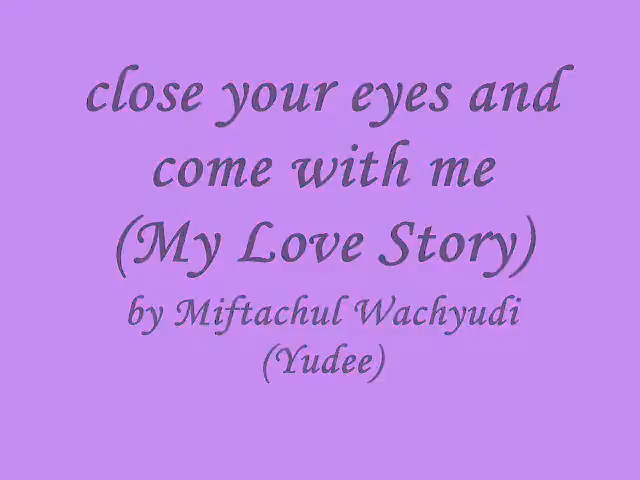 close your eyes and
come with me
(My Love Story)
by Miftachul Wachyudi
(Yudee)